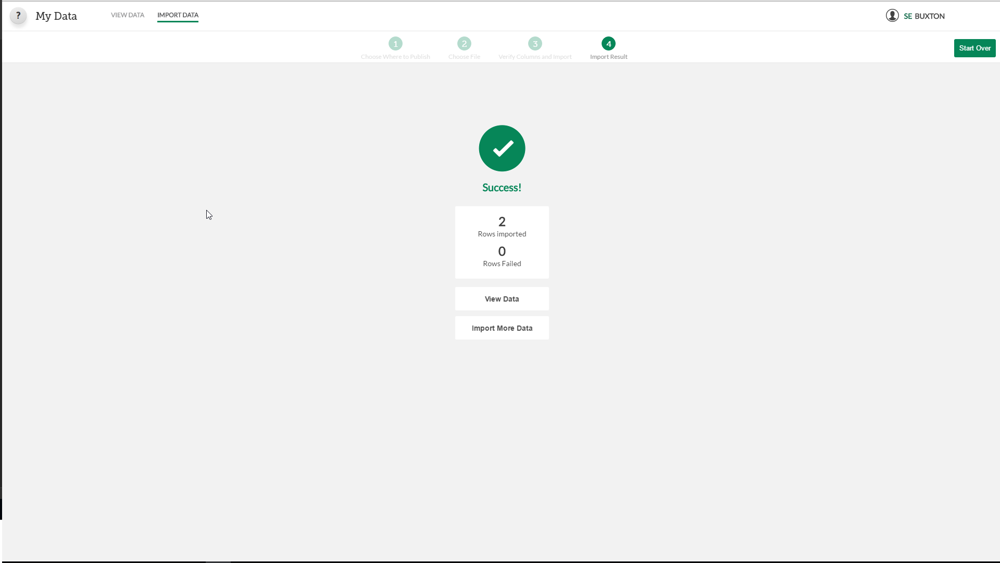 ? My Data VIEW DATA IMPORT DATA SE BUXTON
1 2 3 4
Choose Where to Publish Choose File Verify Columns and Import Import Result
Start Over
Success!
2
Rows imported
0
Rows Failed
View Data
Import More Data